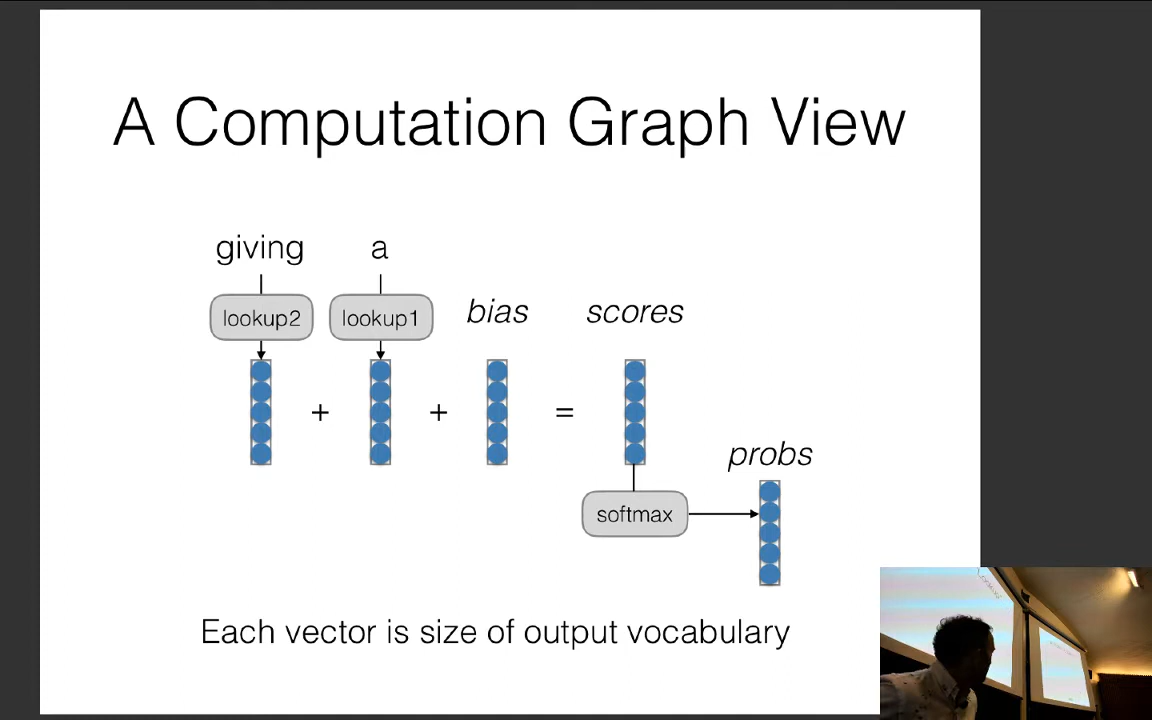 A Computation Graph View
giving a
lookup2 lookup1 bias scores
+ + =
probs
softmax
Each vector is size of output vocabulary